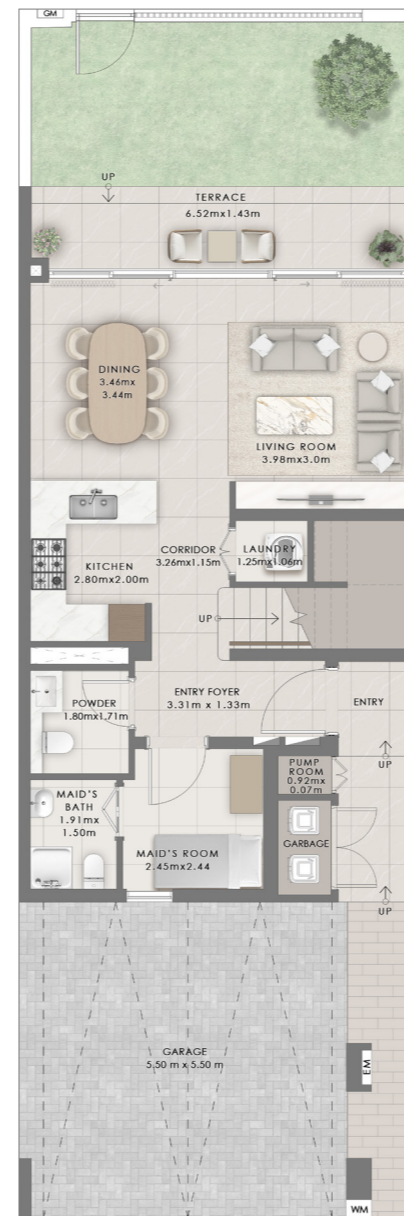 GM
UP
TERRACE
6.52mx1.43m
DINING
3.46mx
3.44m
LIVING ROOM
3.98mx3.0m
KITCHEN
2.80mx2.00m
CORRIDOR
3.26mx1.15m
LAUNDRY
1.25mx1.06m
UP
ENTRY FOYER
3.31m x 1.33m
ENTRY
POWDER
1.80mx1.71m
UP
PUMP
ROOM
0.92mx
0.07m
MAID'S
BATH
1.91mx
1.50m
MAID'S ROOM
2.45mx2.44
GARBAGE
UP
GARAGE
5.50 m x 5.50 m
EM
WM